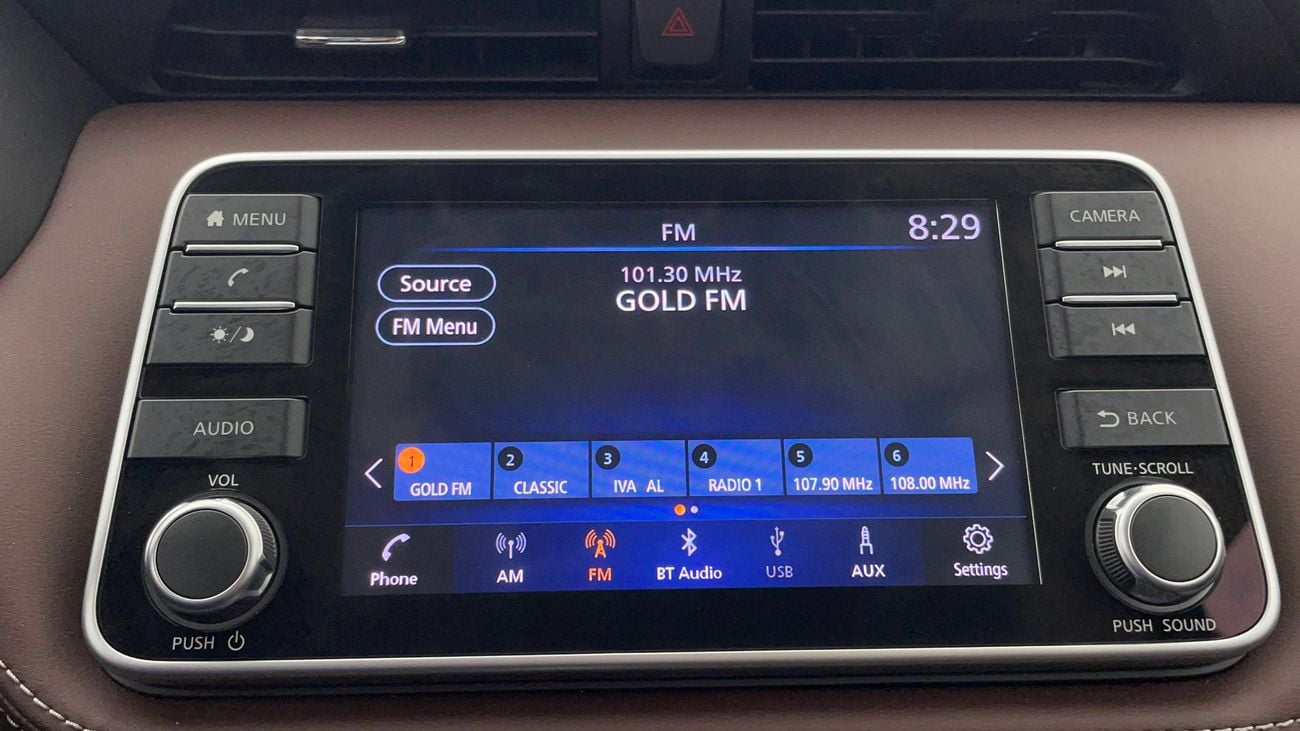 MENU
AUDIO
VOL
PUSH
FM
8:29
Source
FM Menu
101.30 MHz
GOLD FM
1
GOLD FM
2
CLASSIC
3
IVA AL
4
RADIO 1
5
107.90 MHz
6
108.00 MHz
Phone
AM
FM
BT Audio
USB
AUX
Settings
CAMERA
BACK
TUNE·SCROLL
PUSH SOUND